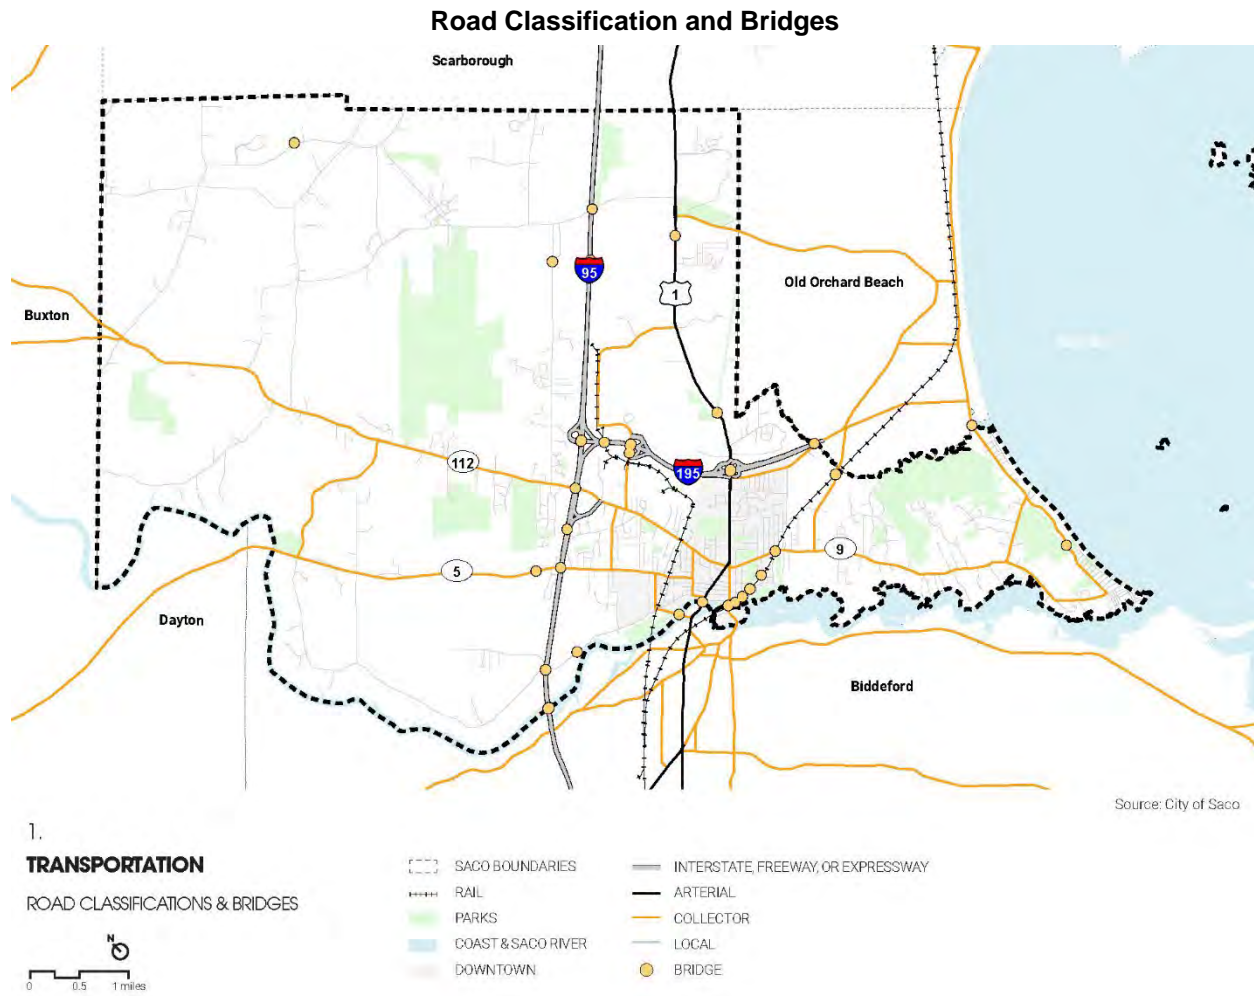 Road Classification and Bridges
Scarborough
95
1
Old Orchard Beach
Buxton
112
195
9
5
Dayton
Biddeford
Source: City of Saco
1.
TRANSPORTATION
ROAD CLASSIFICATIONS & BRIDGES
N
0 0.5 1 miles
SACO BOUNDARIES
RAIL
PARKS
COAST & SACO RIVER
DOWNTOWN
INTERSTATE, FREEWAY, OR EXPRESSWAY
ARTERIAL
COLLECTOR
LOCAL
BRIDGE